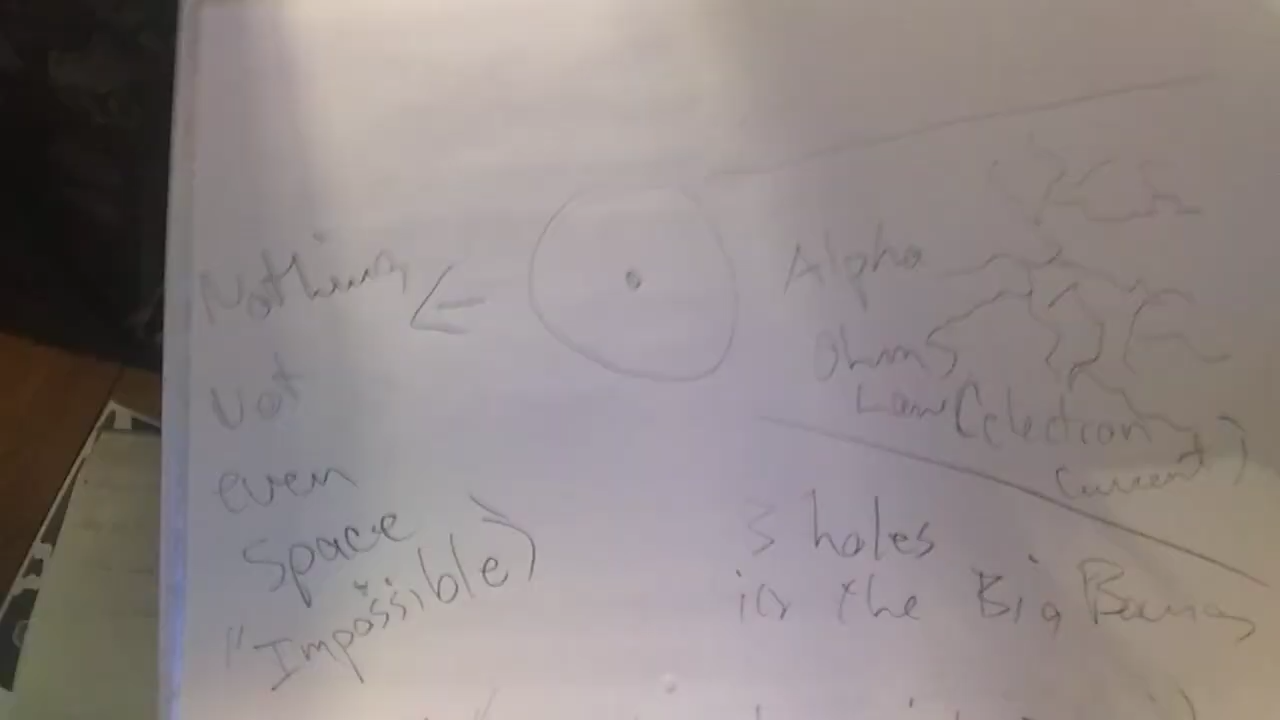 Nothing
Not
even
Space
"Impossible)
Alpha
Ohms
Law (electron
Current)
3 holes
in the Big Bang